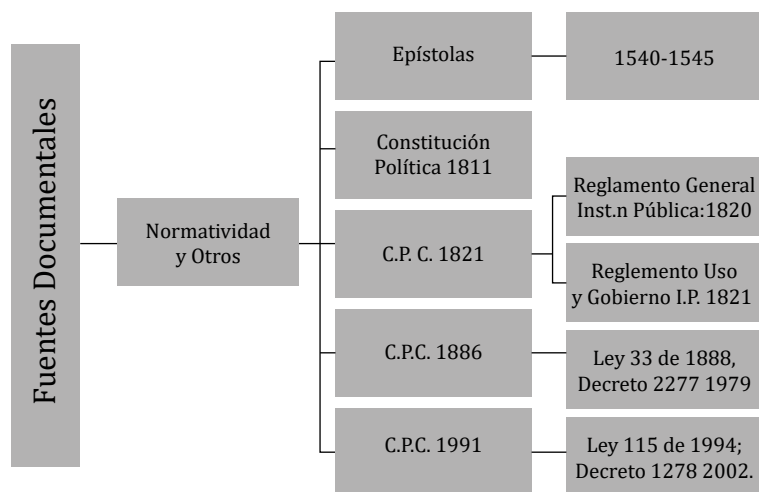 Fuentes Documentales
Normatividad
y Otros
Epístolas
1540-1545
Constitución
Política 1811
C.P. C. 1821
Reglamento General
Inst.n Pública:1820
Reglemento Uso
y Gobierno I.P. 1821
C.P.C. 1886
Ley 33 de 1888,
Decreto 2277 1979
C.P.C. 1991
Ley 115 de 1994;
Decreto 1278 2002.